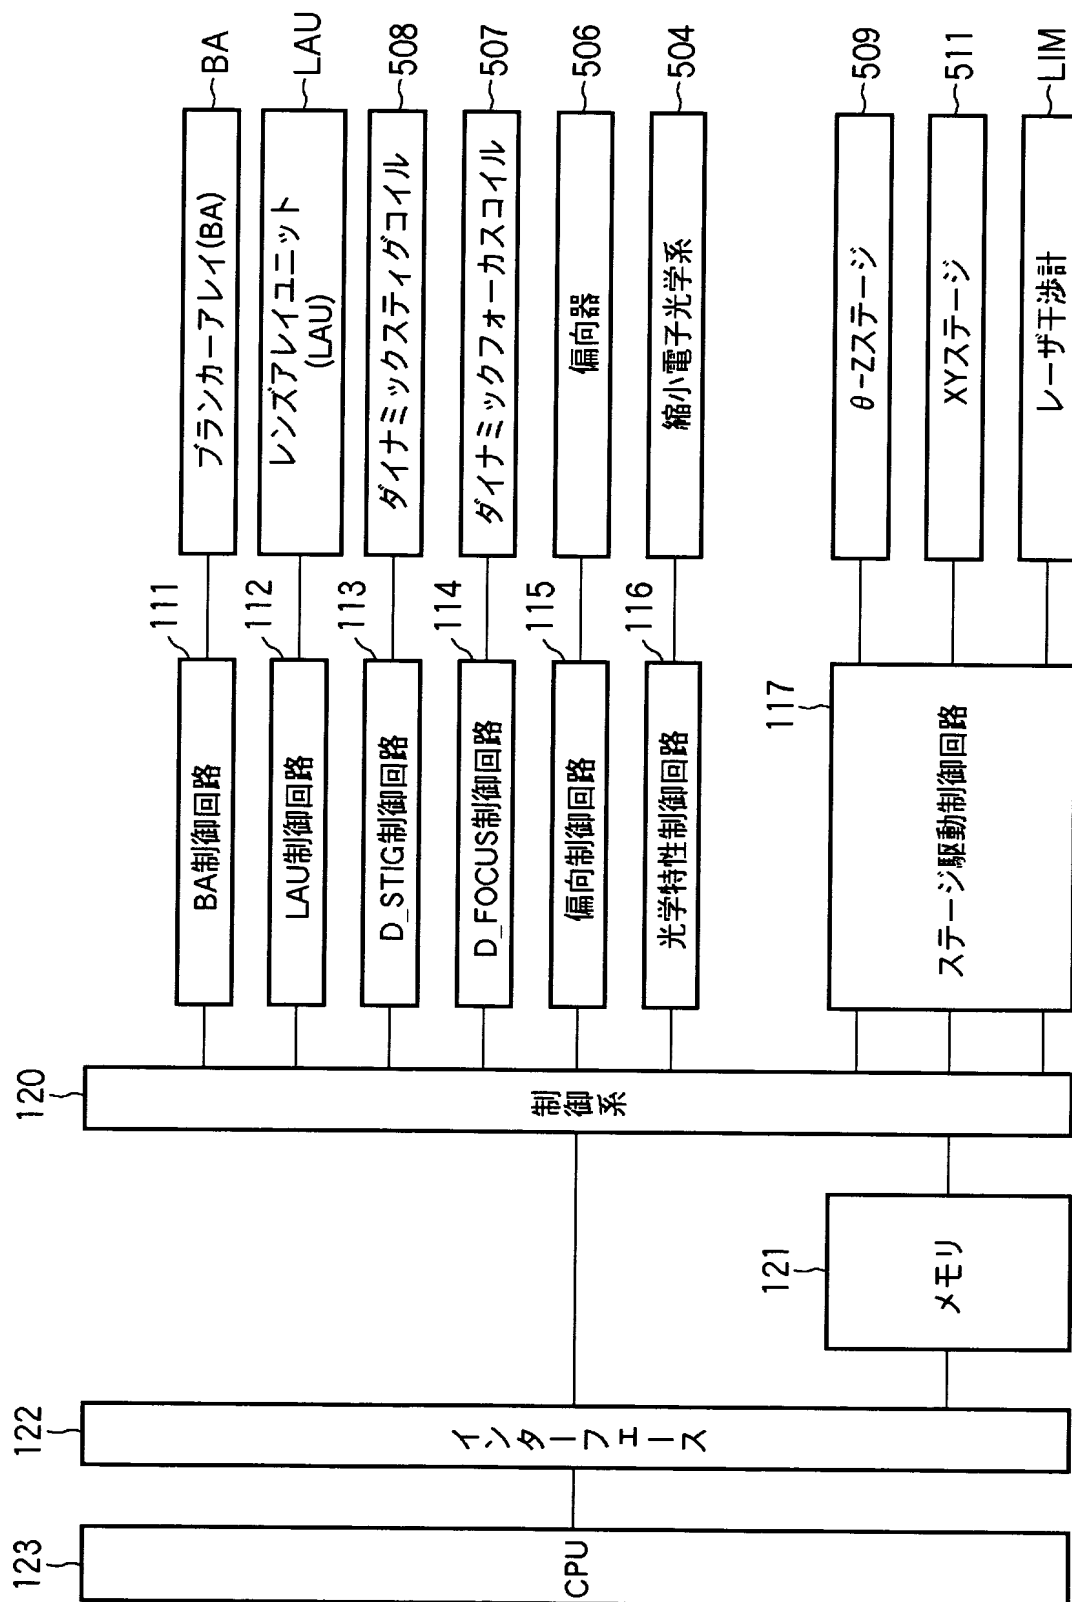 123
CPU
122
インターフェース
121
メモリ
120
制御系
111
BA制御回路
112
LAU制御回路
113
D_STIG制御回路
114
D_FOCUS制御回路
115
偏向制御回路
116
光学特性制御回路
117
ステージ駆動制御回路
ブランカーアレイ(BA)
BA
レンズアレイユニット
(LAU)
LAU
ダイナミックスティグコイル
508
ダイナミックフォーカスコイル
507
偏向器
506
縮小電子光学系
504
θ-Zステージ
509
XYステージ
511
レーザ干渉計
LIM